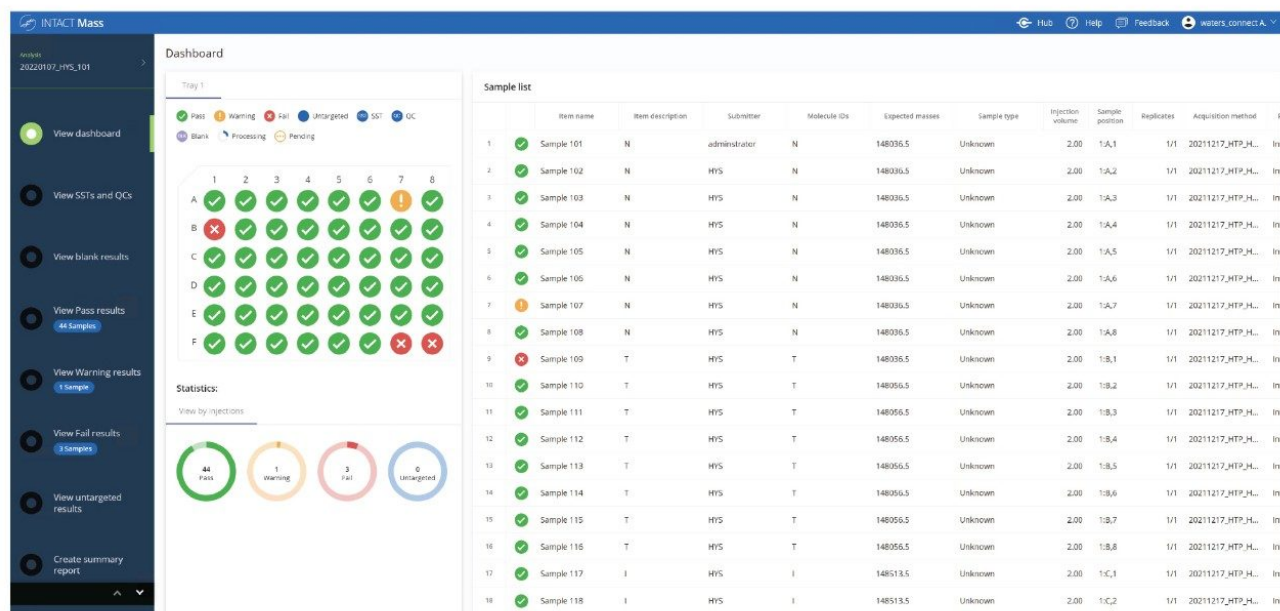 INTACT Mass
Hub Help Feedback waters_connect A.
Analysis
20220107_HYS_101
View dashboard
View SSTs and QCs
View blank results
View Pass results
44 Samples
View Warning results
1 Sample
View Fail results
3 Samples
View untargeted
results
Create summary
report
Dashboard
Tray 1
Pass Warning Fail Untargeted SST QC
Blank Processing Pending
1 2 3 4 5 6 7 8
A
B
C
D
E
F
Statistics:
View by injections
44
Pass
1
Warning
3
Fail
0
Untargeted
Sample list
Item name Item description Submitter Molecule IDs Expected masses Sample type Injection volume Sample position Replicates Acquisition method
1 Sample 101 N adminstrator N 148036.5 Unknown 2.00 1:A,1 1/1 20211217_HTP_H... In
2 Sample 102 N HYS N 148036.5 Unknown 2.00 1:A,2 1/1 20211217_HTP_H... In
3 Sample 103 N HYS N 148036.5 Unknown 2.00 1:A,3 1/1 20211217_HTP_H... In
4 Sample 104 N HYS N 148036.5 Unknown 2.00 1:A,4 1/1 20211217_HTP_H... In
5 Sample 105 N HYS N 148036.5 Unknown 2.00 1:A,5 1/1 20211217_HTP_H... In
6 Sample 106 N HYS N 148036.5 Unknown 2.00 1:A,6 1/1 20211217_HTP_H... In
7 Sample 107 N HYS N 148036.5 Unknown 2.00 1:A,7 1/1 20211217_HTP_H... In
8 Sample 108 N HYS N 148036.5 Unknown 2.00 1:A,8 1/1 20211217_HTP_H... In
9 Sample 109 T HYS T 148036.5 Unknown 2.00 1:B,1 1/1 20211217_HTP_H... In
10 Sample 110 T HYS T 148056.5 Unknown 2.00 1:B,2 1/1 20211217_HTP_H... In
11 Sample 111 T HYS T 148056.5 Unknown 2.00 1:B,3 1/1 20211217_HTP_H... In
12 Sample 112 T HYS T 148056.5 Unknown 2.00 1:B,4 1/1 20211217_HTP_H... In
13 Sample 113 T HYS T 148056.5 Unknown 2.00 1:B,5 1/1 20211217_HTP_H... In
14 Sample 114 T HYS T 148056.5 Unknown 2.00 1:B,6 1/1 20211217_HTP_H... In
15 Sample 115 T HYS T 148056.5 Unknown 2.00 1:B,7 1/1 20211217_HTP_H... In
16 Sample 116 T HYS T 148056.5 Unknown 2.00 1:B,8 1/1 20211217_HTP_H... In
17 Sample 117 I HYS I 148513.5 Unknown 2.00 1:C,1 1/1 20211217_HTP_H... In
18 Sample 118 I HYS I 148513.5 Unknown 2.00 1:C,2 1/1 20211217_HTP_H... In